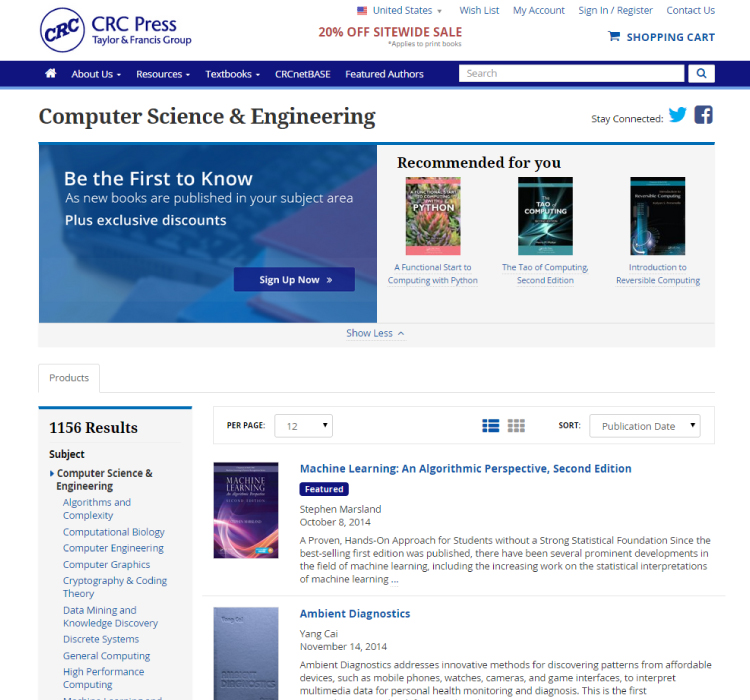 United States
Wish List
My Account
Sign In / Register
Contact Us
CRC
CRC Press
Taylor & Francis Group
20% OFF SITEWIDE SALE
*Applies to print books
SHOPPING CART
About Us
Resources
Textbooks
CRCnetBASE
Featured Authors
Search
Computer Science & Engineering
Stay Connected:
Be the First to Know
As new books are published in your subject area
Plus exclusive discounts
Sign Up Now »
Recommended for you
PYTHON
TAO
COMPUTING
Reversible Computing
A Functional Start to
Computing with Python
The Tao of Computing,
Second Edition
Introduction to
Reversible Computing
Show Less
Products
1156 Results
Subject
Computer Science &
Engineering
Algorithms and
Complexity
Computational Biology
Computer Engineering
Computer Graphics
Cryptography & Coding
Theory
Data Mining and
Knowledge Discovery
Discrete Systems
General Computing
High Performance
Computing
PER PAGE:
12
SORT:
Publication Date
MACHINE
LEARNING
Machine Learning: An Algorithmic Perspective, Second Edition
Featured
Stephen Marsland
October 8, 2014
A Proven, Hands-On Approach for Students without a Strong Statistical Foundation Since the
best-selling first edition was published, there have been several prominent developments in
the field of machine learning, including the increasing work on the statistical interpretations
of machine learning ...
Yang Cai
DIAGNOSTICS
Ambient Diagnostics
Yang Cai
November 14, 2014
Ambient Diagnostics addresses innovative methods for discovering patterns from affordable
devices, such as mobile phones, watches, cameras, and game interfaces, to interpret
multimedia data for personal health monitoring and diagnosis. This is the first